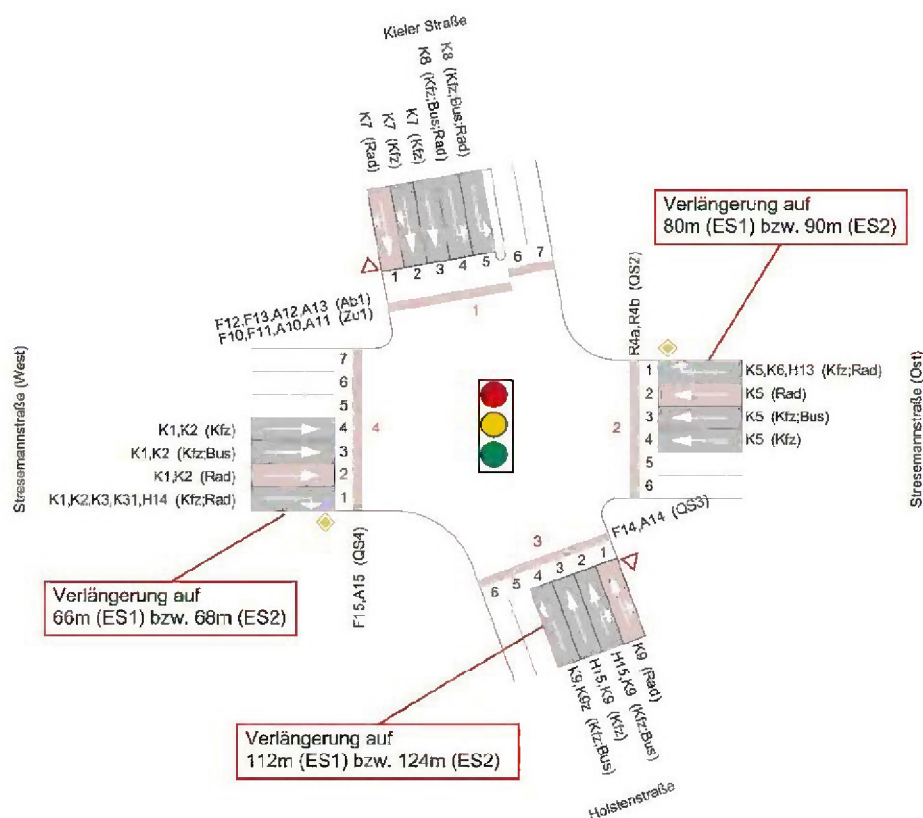 Kieler Straße
K7 (Rad)
K7 (Kfz)
K7 (Kfz)
K8 (Kfz;Bus;Rad)
K8 (Kfz;Bus;Rad)
Verlängerung auf
80m (ES1) bzw. 90m (ES2)
1 2 3 4 5 6 7
1
F12,F13,A12,A13 (Ab1)
F10,F11,A10,A11 (Zu1)
R4a,R4b (QS2)
Stresemannstraße (West)
7
6
5
4
3
2
1
4
K1,K2 (Kfz)
K1,K2 (Kfz;Bus)
K1,K2 (Rad)
K1,K2,K3,K31,H14 (Kfz;Rad)
2
1
2
3
4
5
6
K5,K6,H13 (Kfz;Rad)
K5 (Rad)
K5 (Kfz;Bus)
K5 (Kfz)
Stresemannstraße (Ost)
F15,A15 (QS4)
F14,A14 (QS3)
3
6 5 4 3 2 1
Verlängerung auf
66m (ES1) bzw. 68m (ES2)
K9,K9z (Kfz;Bus)
H15,K9 (Kfz)
H15,K9 (Kfz;Bus)
K9 (Rad)
Verlängerung auf
112m (ES1) bzw. 124m (ES2)
Holstenstraße